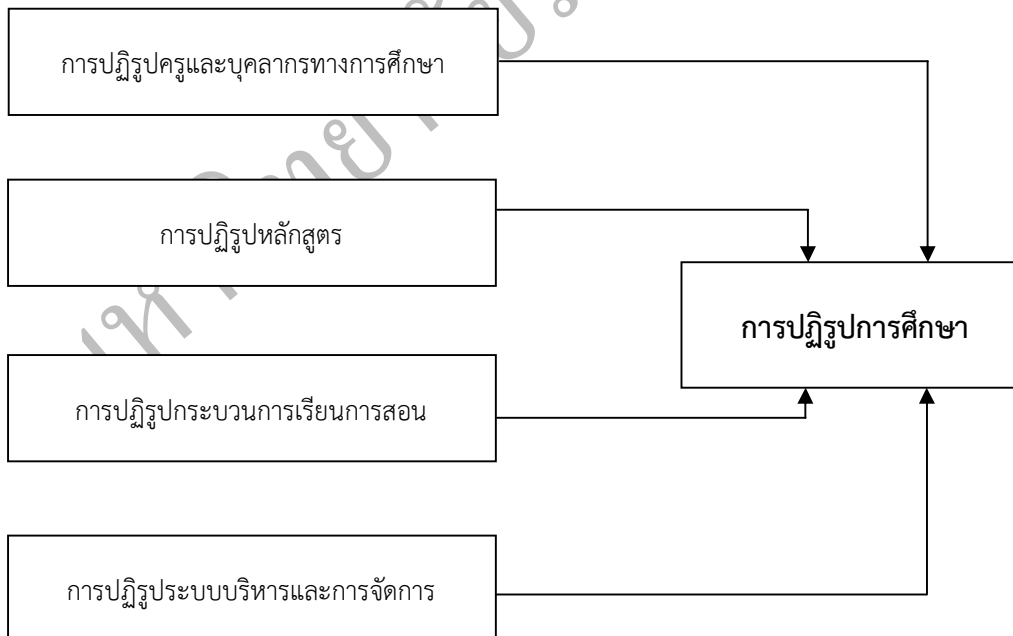 การปฏิรูปครูและบุคลากรทางการศึกษา
การปฏิรูปหลักสูตร
การปฏิรูปการศึกษา
การปฏิรูปกระบวนการเรียนการสอน
การปฏิรูประบบบริหารและการจัดการ